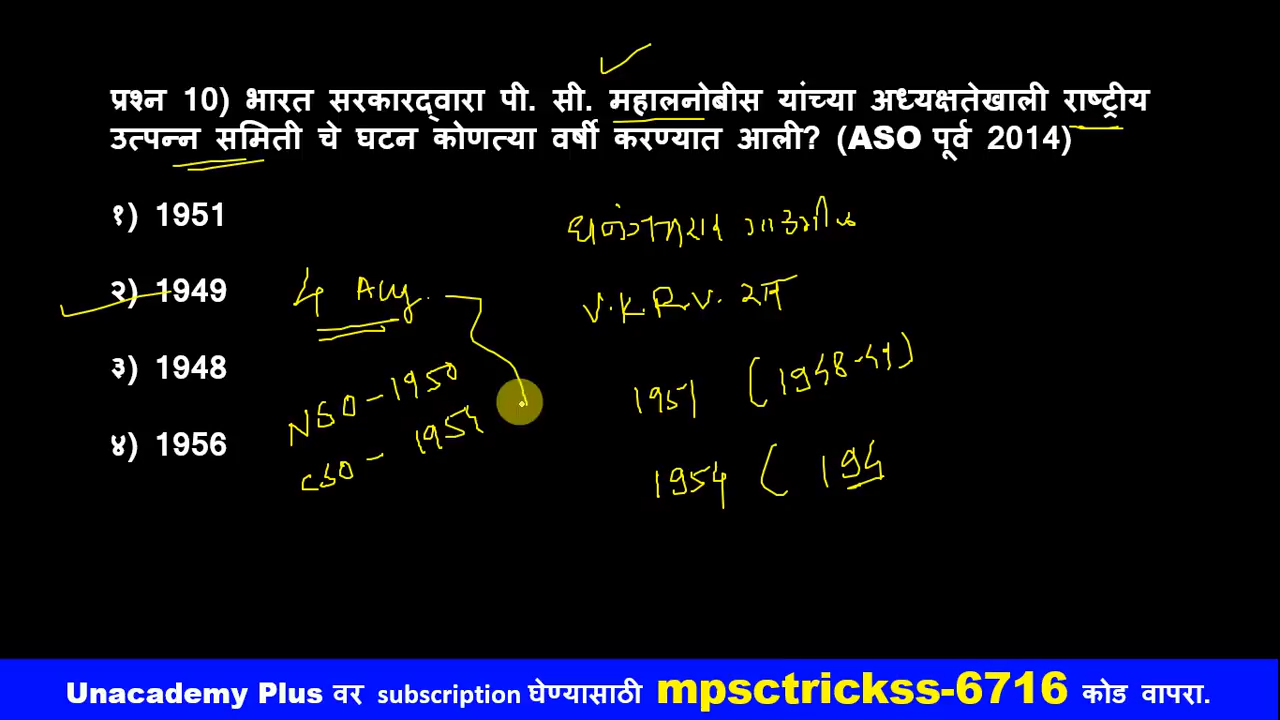 प्रश्न 10) भारत सरकारद्वारा पी. सी. महालनोबीस यांच्या अध्यक्षतेखाली राष्ट्रीय
उत्पन्न समिती चे घटन कोणत्या वर्षी करण्यात आली? (ASO पूर्व 2014)
१) 1951
२) 1949
३) 1948
४) 1956
4 Aug.
NSO - 1950
CSO - 1954
V.K.R.V. राव
1951 (1948-49)
1954 ( 195
Unacademy Plus वर subscription घेण्यासाठी mpsctrickss-6716 कोड वापरा.